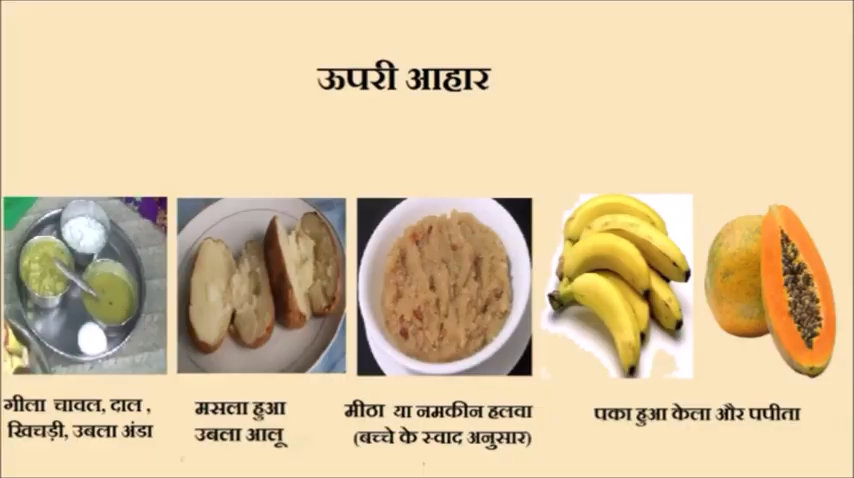 ऊपरी आहार
गीला चावल, दाल ,
खिचड़ी, उबला अंडा
मसला हुआ
उबला आलू
मीठा या नमकीन हलवा
(बच्चे के स्वाद अनुसार)
पका हुआ केला और पपीता